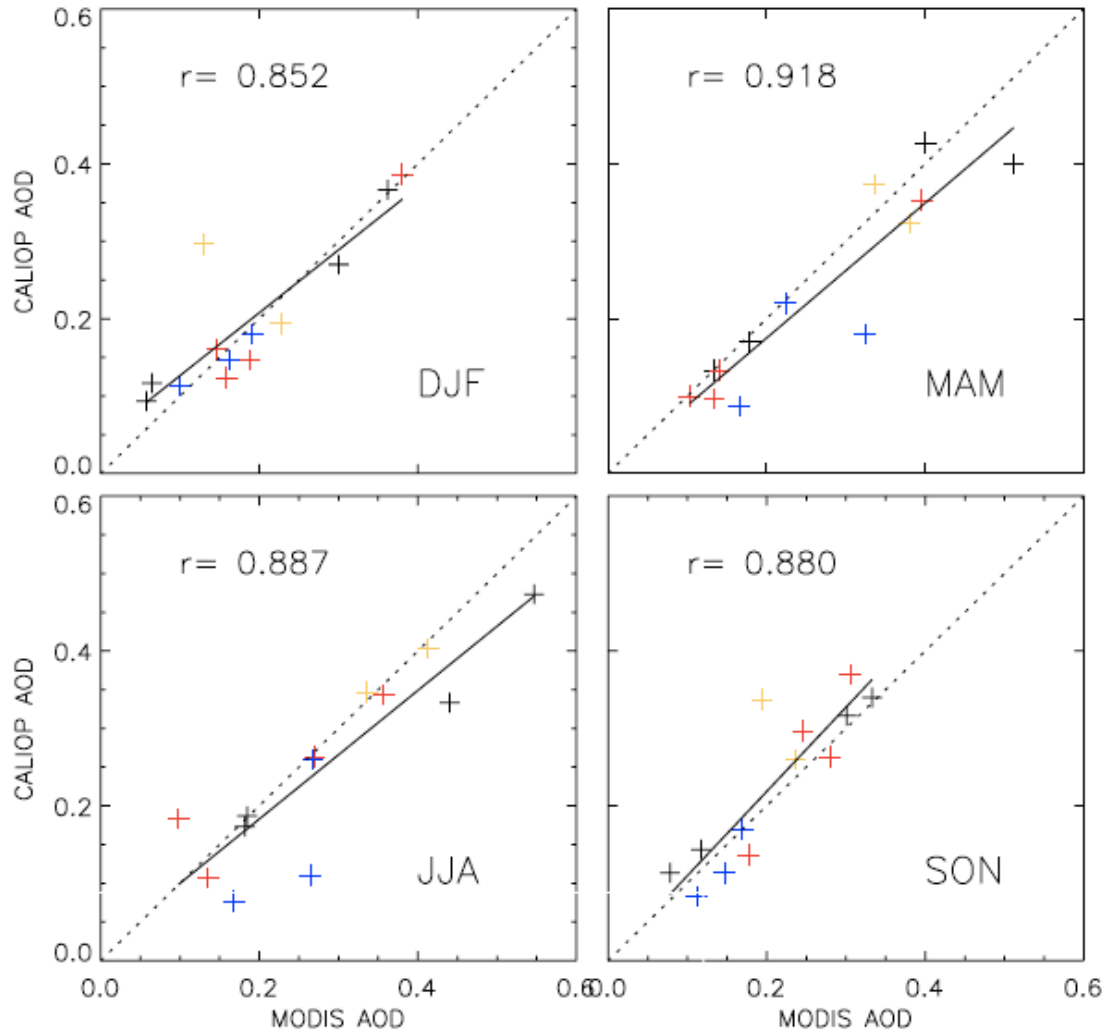 0.6
r= 0.852
r= 0.918
0.4
CALIOP AOD
0.2
DJF
MAM
0.0
0.6
r= 0.887
r= 0.880
0.4
CALIOP AOD
0.2
JJA
SON
0.0
0.0 0.2 0.4 0.60.0 0.2 0.4 0.6
MODIS AOD MODIS AOD